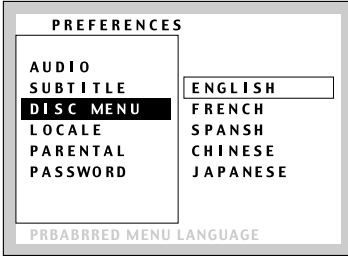 PREFERENCES
AUDIO
SUBTITLE
DISC MENU
LOCALE
PARENTAL
PASSWORD
ENGLISH
FRENCH
SPANSH
CHINESE
JAPANESE
PRBABRRED MENU LANGUAGE